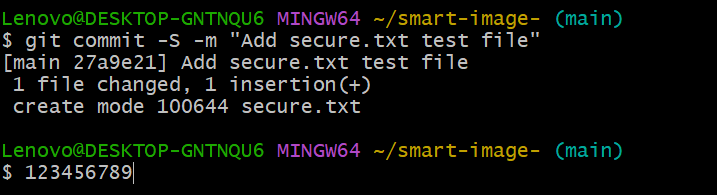 Lenovo@DESKTOP-GNTNQU6 MINGW64 ~/smart-image- (main)
$ git commit -S -m "Add secure.txt test file"
[main 27a9e21] Add secure.txt test file
 1 file changed, 1 insertion(+)
 create mode 100644 secure.txt

Lenovo@DESKTOP-GNTNQU6 MINGW64 ~/smart-image- (main)
$ 123456789